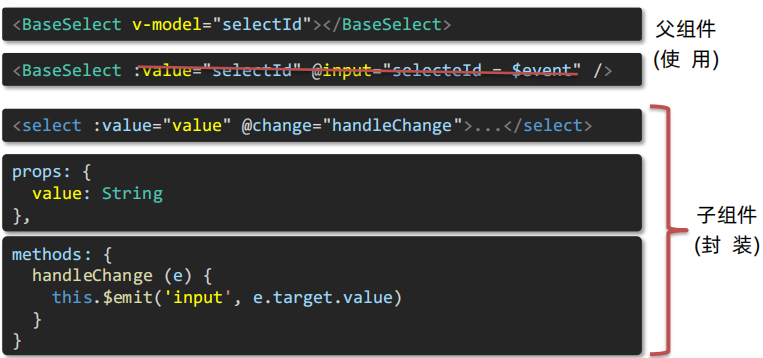 <BaseSelect v-model="selectId"></BaseSelect>
父组件
(使 用)
<BaseSelect :value="selectId" @input="selecteId = $event" />
<select :value="value" @change="handleChange">...</select>
props: {
value: String
},
子组件
(封 装)
methods: {
handleChange (e) {
this.$emit('input', e.target.value)
}
}